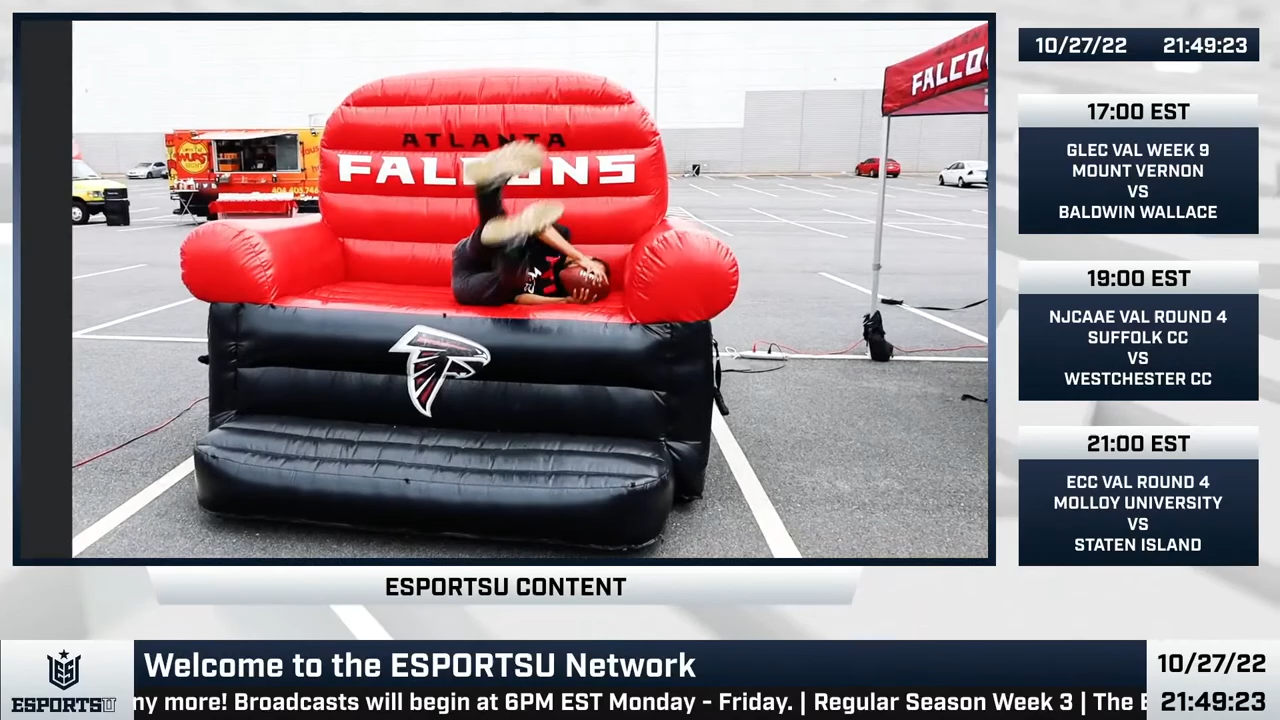 ATLANTA
FALCONS
FALCO
404.405.746
10/27/22 21:49:23
17:00 EST
GLEC VAL WEEK 9
MOUNT VERNON
VS
BALDWIN WALLACE
19:00 EST
NJCAAE VAL ROUND 4
SUFFOLK CC
VS
WESTCHESTER CC
21:00 EST
ECC VAL ROUND 4
MOLLOY UNIVERSITY
VS
STATEN ISLAND
ESPORTSU CONTENT
Welcome to the ESPORTSU Network
ny more! Broadcasts will begin at 6PM EST Monday - Friday. | Regular Season Week 3 | The
ESPORTSU
10/27/22
21:49:23